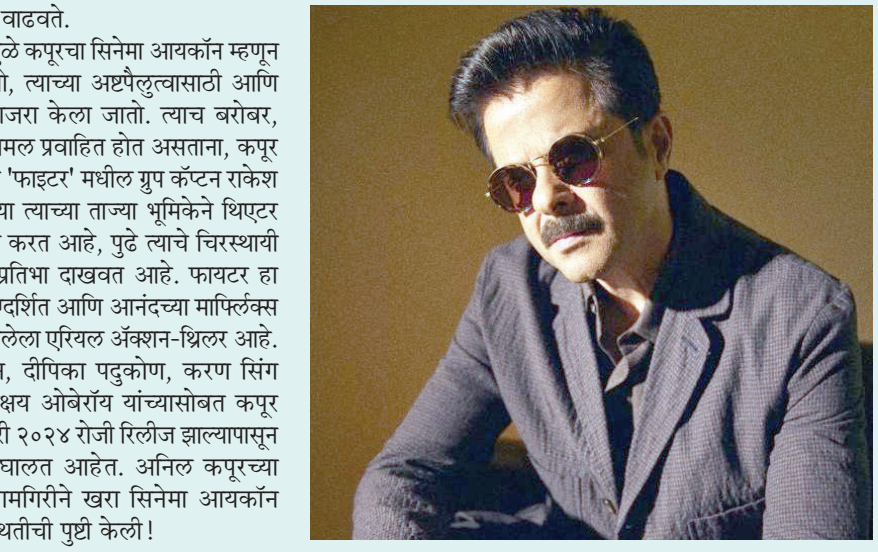 वाढवते.
ळे कपूरचा सिनेमा आयकॉन म्हणून
त्याच्या अष्टपैलुत्वासाठी आणि
जरा केला जातो. त्याच बरोबर,
मल प्रवाहित होत असताना, कपूर
'फाइटर' मधील ग्रुप कॅप्टन राकेश
या त्याच्या ताज्या भूमिकेने थिएटर
करत आहे, पुढे त्याचे चिरस्थायी
प्रतिभा दाखवत आहे. फायटर हा
दर्शित आणि आनंदच्या मार्फ्लिक्स
लेला एरियल ॲक्शन-थ्रिलर आहे.
दीपिका पदुकोण, करण सिंग
क्षय ओबेरॉय यांच्यासोबत कपूर
री २०२४ रोजी रिलीज झाल्यापासून
घालत आहेत. अनिल कपूरच्या
मगिरीने खरा सिनेमा आयकॉन
थतीची पुष्टी केली!